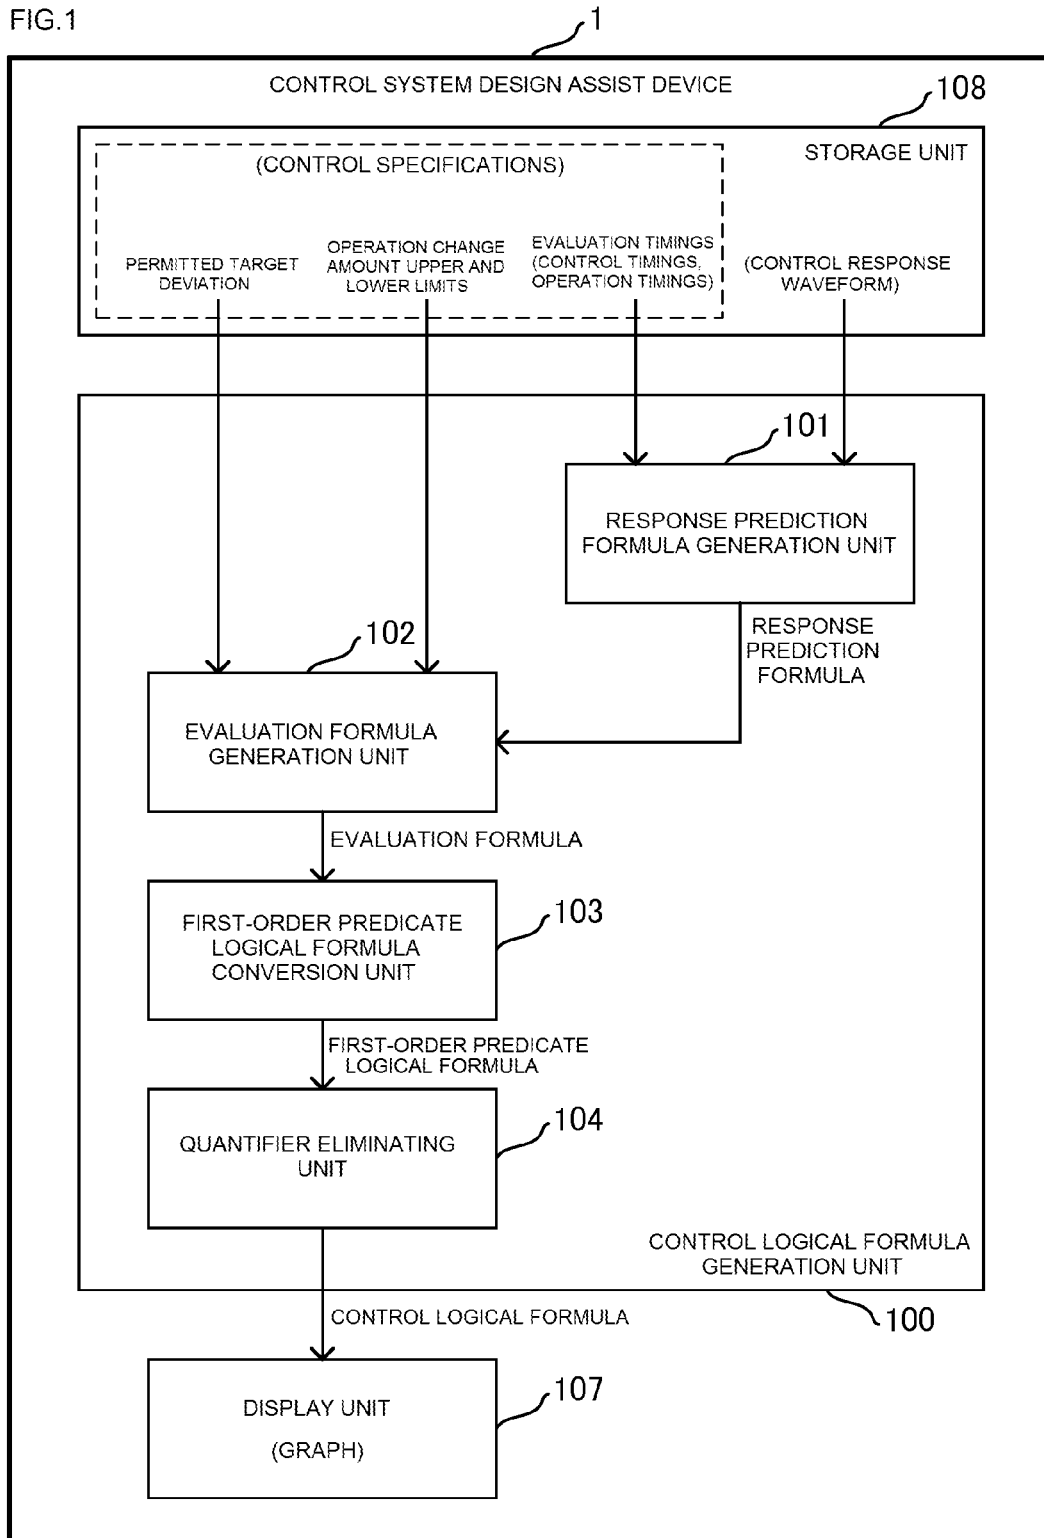 FIG.1
1
CONTROL SYSTEM DESIGN ASSIST DEVICE
108
STORAGE UNIT
(CONTROL SPECIFICATIONS)
PERMITTED TARGET
DEVIATION
OPERATION CHANGE
AMOUNT UPPER AND
LOWER LIMITS
EVALUATION TIMINGS
(CONTROL TIMINGS,
OPERATION TIMINGS)
(CONTROL RESPONSE
WAVEFORM)
101
RESPONSE PREDICTION
FORMULA GENERATION UNIT
RESPONSE
PREDICTION
FORMULA
102
EVALUATION FORMULA
GENERATION UNIT
EVALUATION FORMULA
103
FIRST-ORDER PREDICATE
LOGICAL FORMULA
CONVERSION UNIT
FIRST-ORDER PREDICATE
LOGICAL FORMULA
104
QUANTIFIER ELIMINATING
UNIT
CONTROL LOGICAL FORMULA
GENERATION UNIT
100
CONTROL LOGICAL FORMULA
107
DISPLAY UNIT
(GRAPH)